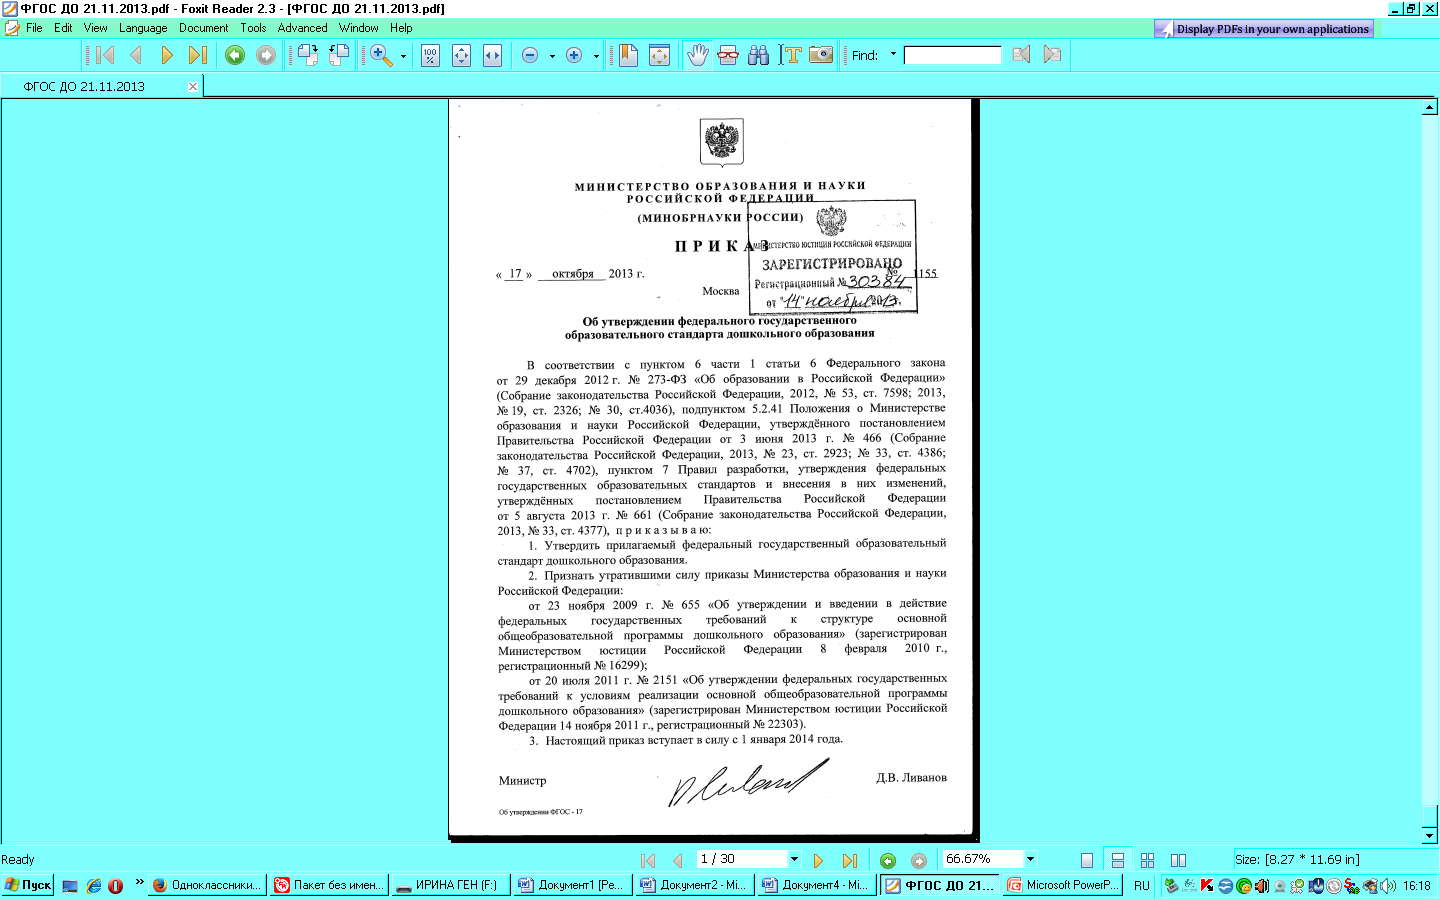 ФГОС ДО 21.11.2013.pdf - Foxit Reader 2.3 - [ФГОС ДО 21.11.2013.pdf]
File Edit View Language Document Tools Advanced Window Help
Display PDFs in your own applications
Find:
ФГОС ДО 21.11.2013
МИНИСТЕРСТВО ОБРАЗОВАНИЯ И НАУКИ
РОССИЙСКОЙ ФЕДЕРАЦИИ
(МИНОБРНАУКИ РОССИИ)
ПРИКАЗ
МИНИСТЕРСТВО ЮСТИЦИИ РОССИЙСКОЙ ФЕДЕРАЦИИ
ЗАРЕГИСТРИРОВАНО
Регистрационный № 30384
от "14" ноября 2013 г.
« 17 » октября 2013 г.
№ 1155
Москва
Об утверждении федерального государственного
образовательного стандарта дошкольного образования
В соответствии с пунктом 6 части 1 статьи 6 Федерального закона
от 29 декабря 2012 г. № 273-ФЗ «Об образовании в Российской Федерации»
(Собрание законодательства Российской Федерации, 2012, № 53, ст. 7598; 2013,
№ 19, ст. 2326; № 30, ст.4036), подпунктом 5.2.41 Положения о Министерстве
образования и науки Российской Федерации, утверждённого постановлением
Правительства Российской Федерации от 3 июня 2013 г. № 466 (Собрание
законодательства Российской Федерации, 2013, № 23, ст. 2923; № 33, ст. 4386;
№ 37, ст. 4702), пунктом 7 Правил разработки, утверждения федеральных
государственных образовательных стандартов и внесения в них изменений,
утверждённых постановлением Правительства Российской Федерации
от 5 августа 2013 г. № 661 (Собрание законодательства Российской Федерации,
2013, № 33, ст. 4377), п р и к а з ы в а ю:
1. Утвердить прилагаемый федеральный государственный образовательный
стандарт дошкольного образования.
2. Признать утратившими силу приказы Министерства образования и науки
Российской Федерации:
от 23 ноября 2009 г. № 655 «Об утверждении и введении в действие
федеральных государственных требований к структуре основной
общеобразовательной программы дошкольного образования» (зарегистрирован
Министерством юстиции Российской Федерации 8 февраля 2010 г.,
регистрационный № 16299);
от 20 июля 2011 г. № 2151 «Об утверждении федеральных государственных
требований к условиям реализации основной общеобразовательной программы
дошкольного образования» (зарегистрирован Министерством юстиции Российской
Федерации 14 ноября 2011 г., регистрационный № 22303).
3. Настоящий приказ вступает в силу с 1 января 2014 года.
Министр
Д.В. Ливанов
Об утверждении ФГОС - 17
Ready
1 / 30
66.67%
Size: [8.27 * 11.69 in]
Пуск
Одноклассники...
Пакет без имен...
ИРИНА ГЕН (F:)
Документ1 [Ре...
Документ2 - Mi...
Документ4 - Mi...
ФГОС ДО 21....
Microsoft PowerP...
RU
16:18